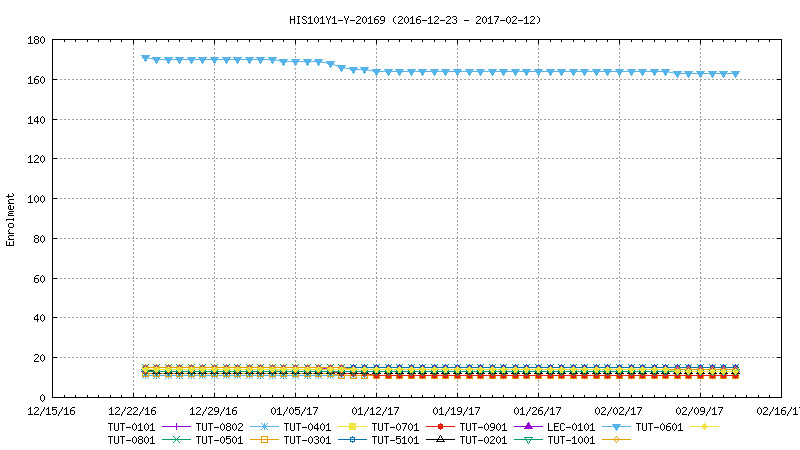 HIS101Y1-Y-20169 (2016-12-23 - 2017-02-12)
180
160
140
120
100
80
60
40
20
0
Enrolment
12/15/16 12/22/16 12/29/16 01/05/17 01/12/17 01/19/17 01/26/17 02/02/17 02/09/17 02/16/17
TUT-0101 TUT-0802 TUT-0401 TUT-0701 TUT-0901 LEC-0101 TUT-0601
TUT-0801 TUT-0501 TUT-0301 TUT-5101 TUT-0201 TUT-1001